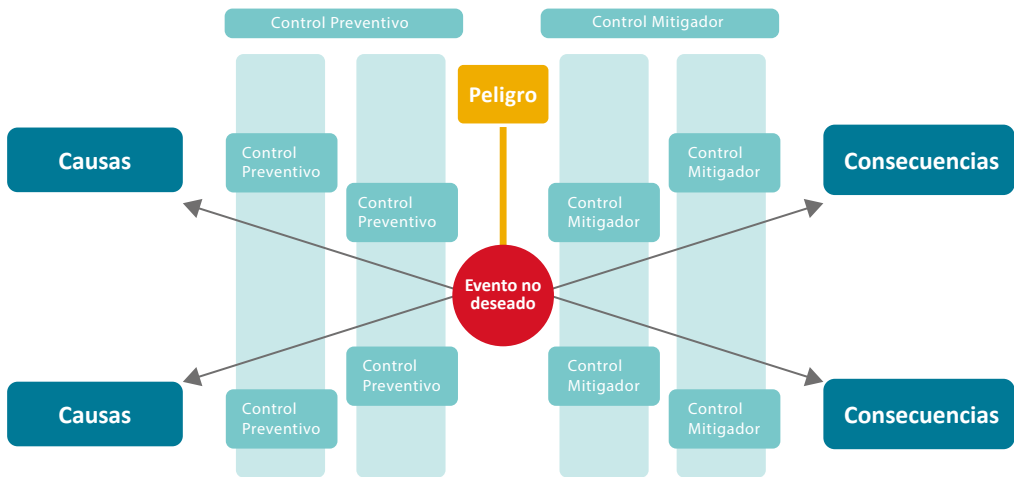 Control Preventivo
Control Mitigador
Peligro
Causas
Control
Preventivo
Control
Mitigador
Consecuencias
Control
Preventivo
Control
Mitigador
Evento no
deseado
Control
Preventivo
Control
Mitigador
Causas
Control
Preventivo
Control
Mitigador
Consecuencias